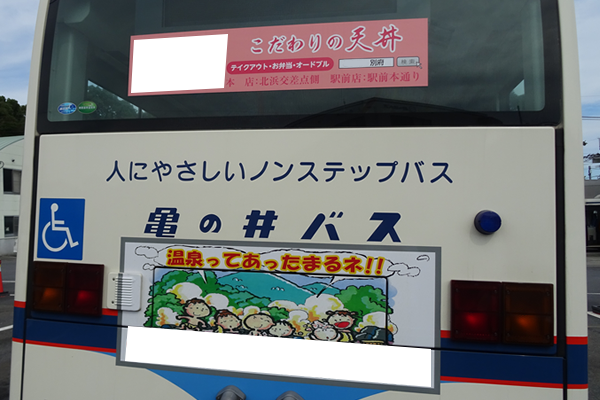 こだわりの天丼
テイクアウト・お弁当・オードブル
別府 検索
本 店:北浜交差点側 駅前店:駅前本通り
人にやさしいノンステップバス
亀の井バス
温泉ってあったまるネ!!